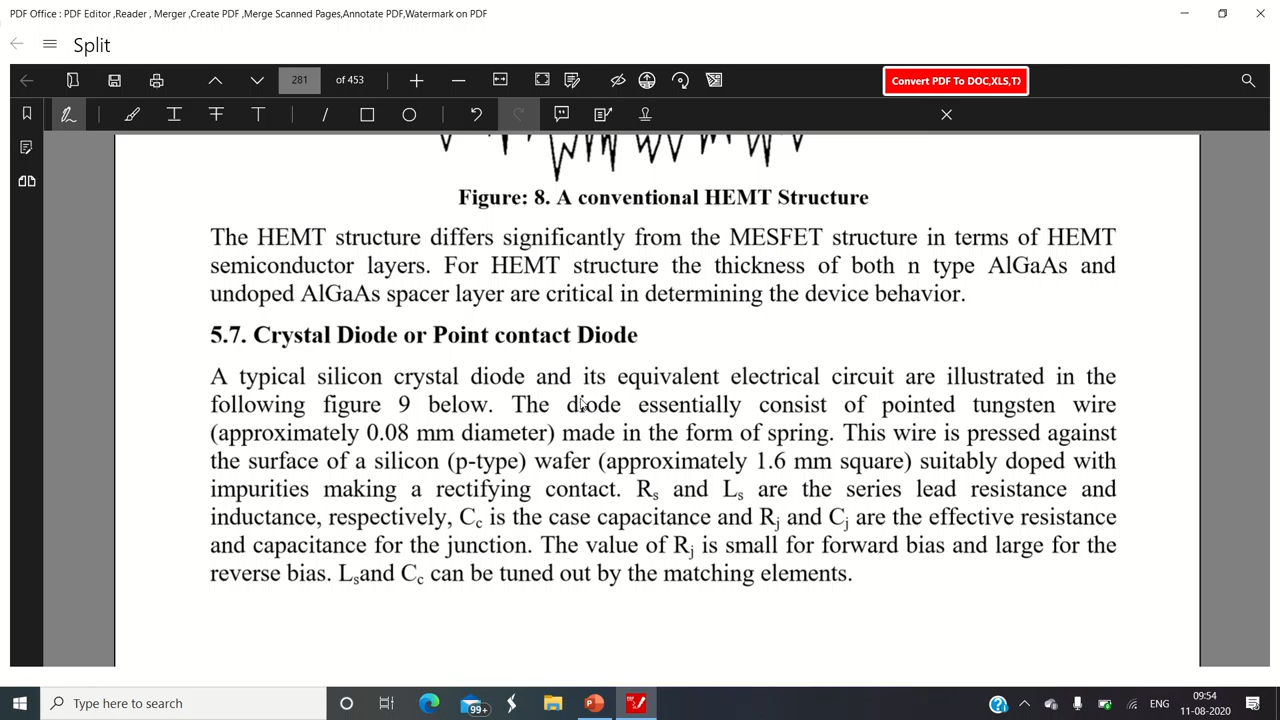 PDF Office : PDF Editor ,Reader , Merger ,Create PDF ,Merge Scanned Pages,Annotate PDF,Watermark on PDF
Split
281 of 453
Convert PDF To DOC,XLS,T)
Figure: 8. A conventional HEMT Structure
The HEMT structure differs significantly from the MESFET structure in terms of HEMT
semiconductor layers. For HEMT structure the thickness of both n type AlGaAs and
undoped AlGaAs spacer layer are critical in determining the device behavior.
5.7. Crystal Diode or Point contact Diode
A typical silicon crystal diode and its equivalent electrical circuit are illustrated in the
following figure 9 below. The diode essentially consist of pointed tungsten wire
(approximately 0.08 mm diameter) made in the form of spring. This wire is pressed against
the surface of a silicon (p-type) wafer (approximately 1.6 mm square) suitably doped with
impurities making a rectifying contact. Rs and Ls are the series lead resistance and
inductance, respectively, Cc is the case capacitance and Rj and Cj are the effective resistance
and capacitance for the junction. The value of Rj is small for forward bias and large for the
reverse bias. Lsand Cc can be tuned out by the matching elements.
Type here to search
99+
ENG
09:54
11-08-2020